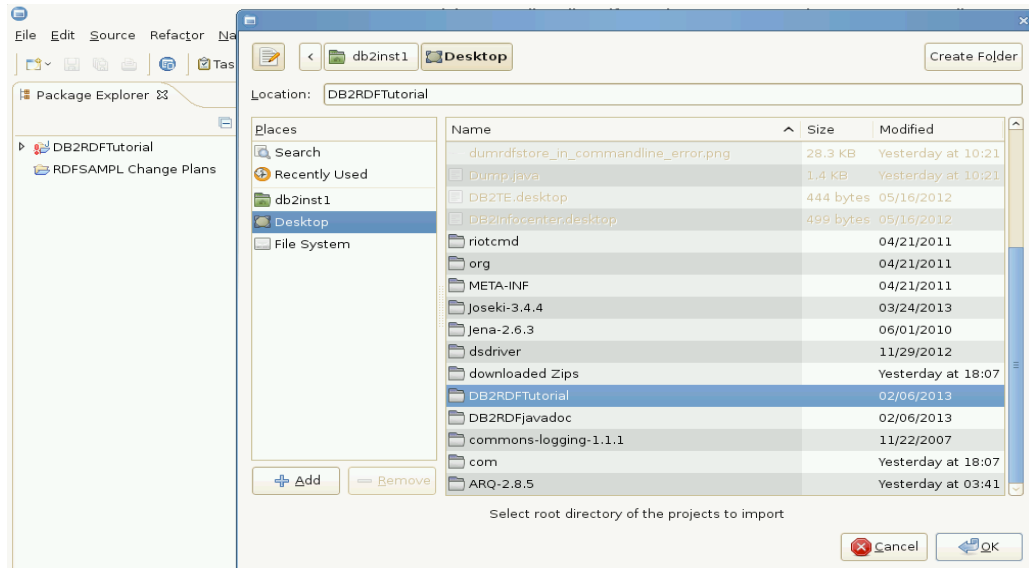 File Edit Source Refactor Na
Tas
Package Explorer
DB2RDFTutorial
RDFSAMPL Change Plans
db2inst1 Desktop Create Folder
Location: DB2RDFTutorial
Places
Search
Recently Used
db2inst1
Desktop
File System
Add Remove
Name Size Modified
dumrdfstore_in_commandline_error.png 28.3 KB Yesterday at 10:21
Dump.java 1.4 KB Yesterday at 10:21
DB2TE.desktop 444 bytes 05/16/2012
DB2infocenter.desktop 499 bytes 05/16/2012
riotcmd 04/21/2011
org 04/21/2011
META-INF 04/21/2011
Joseki-3.4.4 03/24/2013
Jena-2.6.3 06/01/2010
dsdriver 11/29/2012
downloaded Zips Yesterday at 18:07
DB2RDFTutorial 02/06/2013
DB2RDFjavadoc 02/06/2013
commons-logging-1.1.1 11/22/2007
com Yesterday at 18:07
ARQ-2.8.5 Yesterday at 03:41
Select root directory of the projects to import
Cancel OK